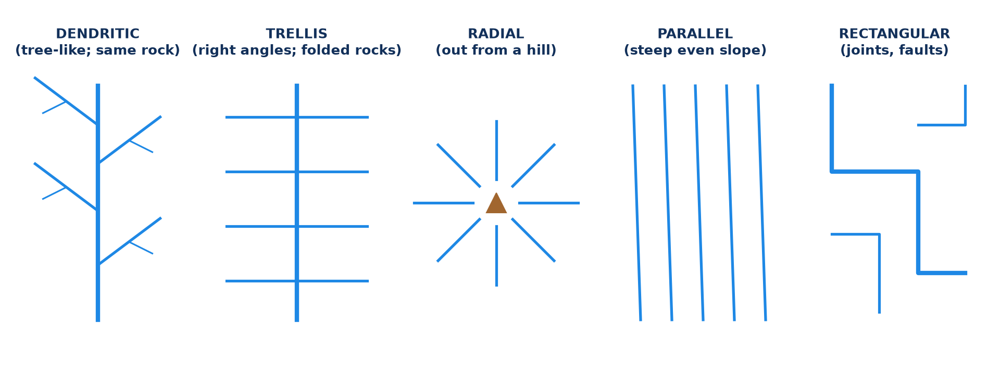 DENDRITIC
(tree-like; same rock)
TRELLIS
(right angles; folded rocks)
RADIAL
(out from a hill)
PARALLEL
(steep even slope)
RECTANGULAR
(joints, faults)